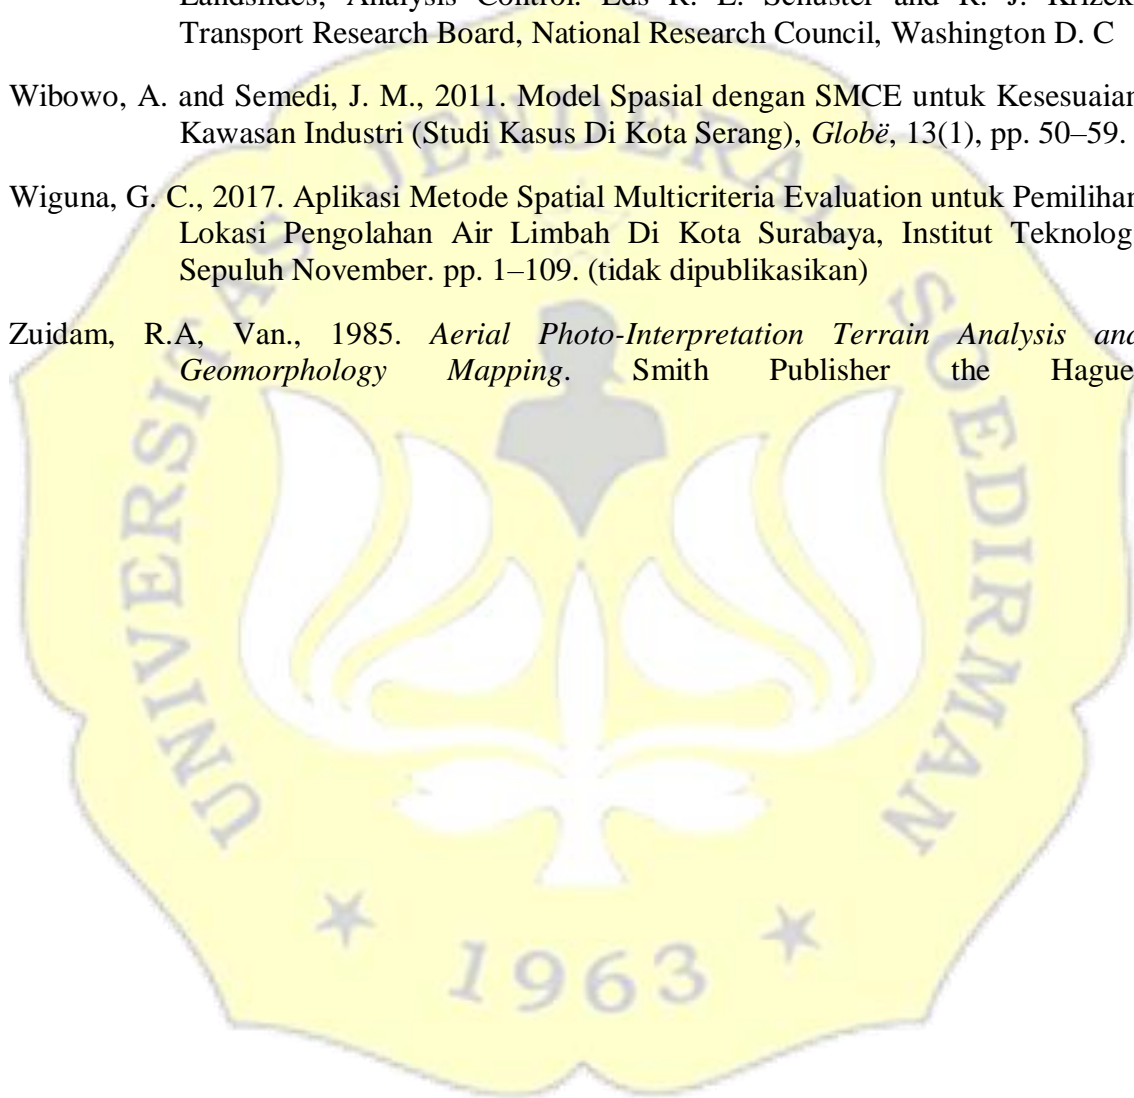 Landslides, Analysis Control. Eds R. L. Schuster and R. J. Krizek
Transport Research Board, National Research Council, Washington D. C
Wibowo, A. and Semedi, J. M., 2011. Model Spasial dengan SMCE untuk Kesesuaian
Kawasan Industri (Studi Kasus Di Kota Serang), Globë, 13(1), pp. 50–59.
Wiguna, G. C., 2017. Aplikasi Metode Spatial Multicriteria Evaluation untuk Pemilihan
Lokasi Pengolahan Air Limbah Di Kota Surabaya, Institut Teknolog
Sepuluh November. pp. 1–109. (tidak dipublikasikan)
Zuidam, R.A, Van., 1985. Aerial Photo-Interpretation Terrain Analysis and
Geomorphology Mapping. Smith Publisher the Hague
UNIVERSITAS JENDERAL SOEDIRMAN
1963